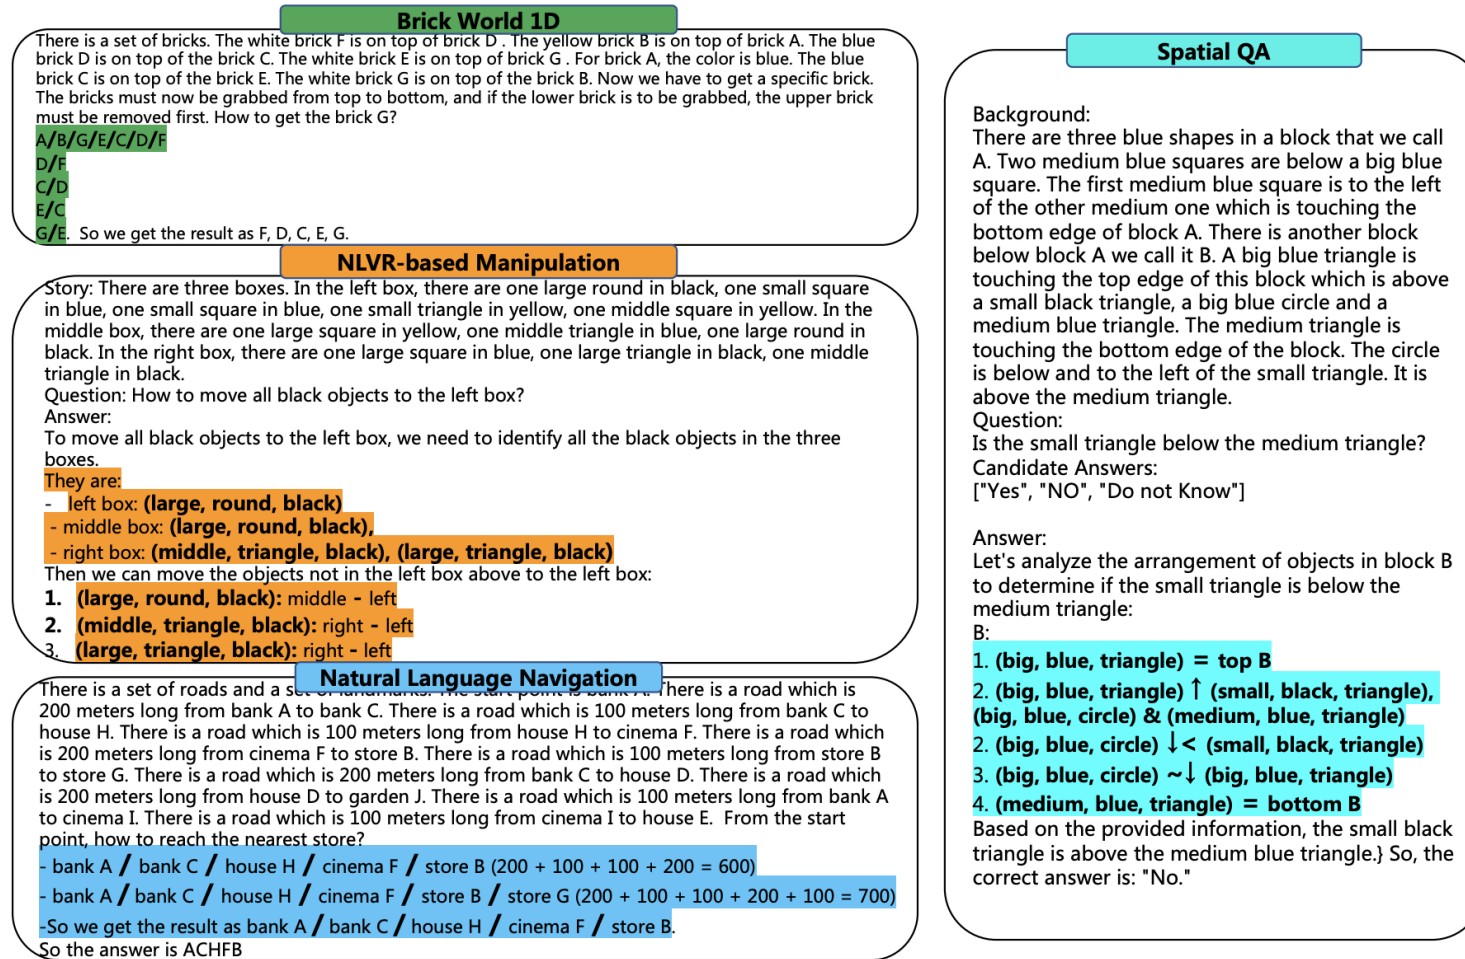 Brick World 1D
There is a set of bricks. The white brick F is on top of brick D . The yellow brick B is on top of brick A. The blue
brick D is on top of the brick C. The white brick E is on top of brick G . For brick A, the color is blue. The blue
brick C is on top of the brick E. The white brick G is on top of the brick B. Now we have to get a specific brick.
The bricks must now be grabbed from top to bottom, and if the lower brick is to be grabbed, the upper brick
must be removed first. How to get the brick G?
A/B/G/E/C/D/F
D/F
C/D
E/C
G/E. So we get the result as F, D, C, E, G.
NLVR-based Manipulation
Story: There are three boxes. In the left box, there are one large round in black, one small square
in blue, one small square in blue, one small triangle in yellow, one middle square in yellow. In the
middle box, there are one large square in yellow, one middle triangle in blue, one large round in
black. In the right box, there are one large square in blue, one large triangle in black, one middle
triangle in black.
Question: How to move all black objects to the left box?
Answer:
To move all black objects to the left box, we need to identify all the black objects in the three
boxes.
They are:
- left box: (large, round, black)
- middle box: (large, round, black),
- right box: (middle, triangle, black), (large, triangle, black)
Then we can move the objects not in the left box above to the left box:
1. (large, round, black): middle - left
2. (middle, triangle, black): right - left
3. (large, triangle, black): right - left
Natural Language Navigation
There is a set of roads and a set of landmarks. The start point is bank A. There is a road which is
200 meters long from bank A to bank C. There is a road which is 100 meters long from bank C to
house H. There is a road which is 100 meters long from house H to cinema F. There is a road which
is 200 meters long from cinema F to store B. There is a road which is 100 meters long from store B
to store G. There is a road which is 200 meters long from bank C to house D. There is a road which
is 200 meters long from house D to garden J. There is a road which is 100 meters long from bank A
to cinema I. There is a road which is 100 meters long from cinema I to house E. From the start
point, how to reach the nearest store?
- bank A / bank C / house H / cinema F / store B (200 + 100 + 100 + 200 = 600)
- bank A / bank C / house H / cinema F / store B / store G (200 + 100 + 100 + 200 + 100 = 700)
-So we get the result as bank A / bank C / house H / cinema F / store B.
So the answer is ACHFB
Spatial QA
Background:
There are three blue shapes in a block that we call
A. Two medium blue squares are below a big blue
square. The first medium blue square is to the left
of the other medium one which is touching the
bottom edge of block A. There is another block
below block A we call it B. A big blue triangle is
touching the top edge of this block which is above
a small black triangle, a big blue circle and a
medium blue triangle. The medium triangle is
touching the bottom edge of the block. The circle
is below and to the left of the small triangle. It is
above the medium triangle.
Question:
Is the small triangle below the medium triangle?
Candidate Answers:
["Yes", "NO", "Do not Know"]
Answer:
Let's analyze the arrangement of objects in block B
to determine if the small triangle is below the
medium triangle:
B:
1. (big, blue, triangle) = top B
2. (big, blue, triangle) ↑ (small, black, triangle),
(big, blue, circle) & (medium, blue, triangle)
2. (big, blue, circle) ↓< (small, black, triangle)
3. (big, blue, circle) ~↓ (big, blue, triangle)
4. (medium, blue, triangle) = bottom B
Based on the provided information, the small black
triangle is above the medium blue triangle.} So, the
correct answer is: "No."